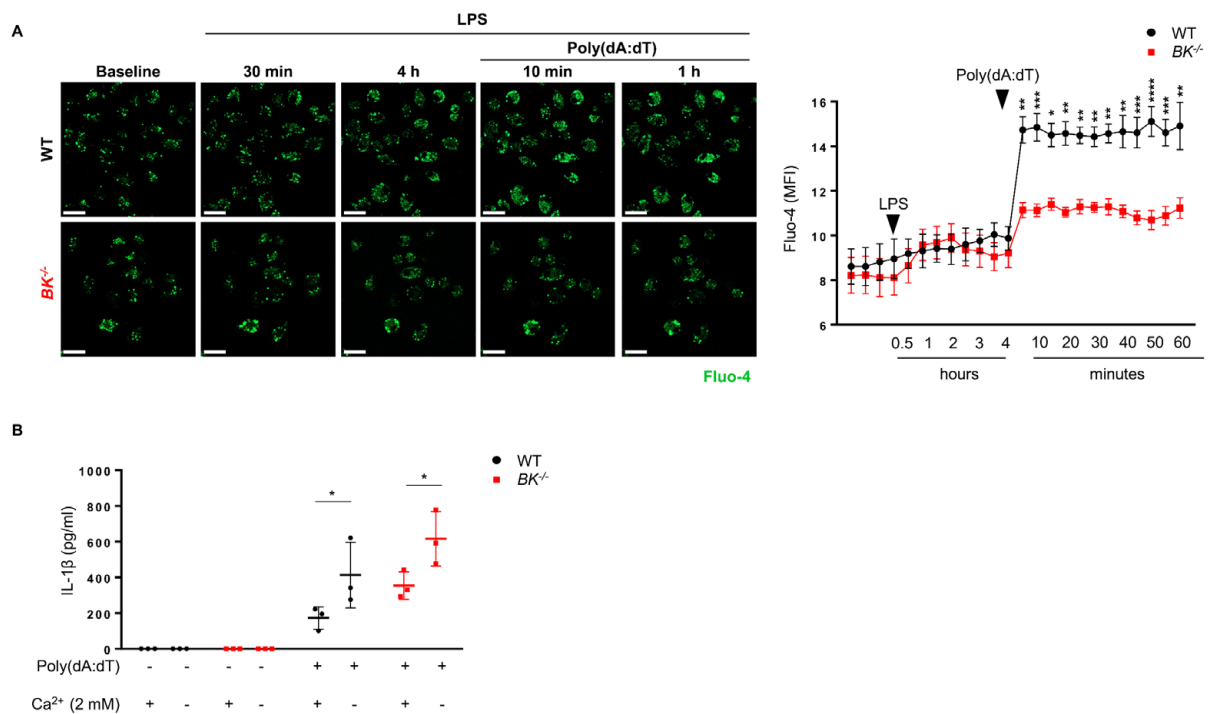 A
LPS
Poly(dA:dT)
Baseline 30 min 4 h 10 min 1 h
WT
BK-/-
Fluo-4
WT
BK-/-
Poly(dA:dT)
** *** * ** ** ** ** ** *** **** *** **
LPS
Fluo-4 (MFI)
16
14
12
10
8
6
0.5 1 2 3 4 10 20 30 40 50 60
hours minutes
B
WT
BK-/-
IL-1β (pg/ml)
1000
800
600
400
200
0
* *
Poly(dA:dT) - - - - + + + +
Ca2+ (2 mM) + - + - + - + -